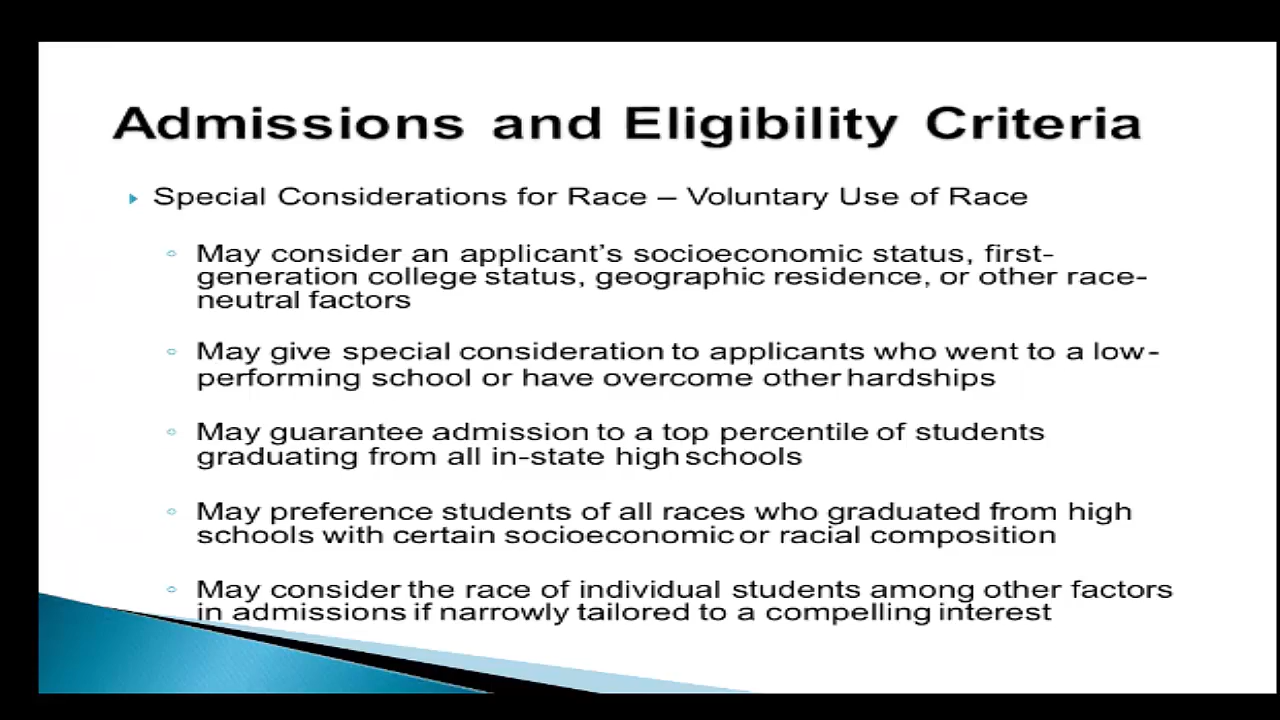 Admissions and Eligibility Criteria
Special Considerations for Race – Voluntary Use of Race
May consider an applicant's socioeconomic status, first-
generation college status, geographic residence, or other race-
neutral factors
May give special consideration to applicants who went to a low-
performing school or have overcome other hardships
May guarantee admission to a top percentile of students
graduating from all in-state high schools
May preference students of all races who graduated from high
schools with certain socioeconomic or racial composition
May consider the race of individual students among other factors
in admissions if narrowly tailored to a compelling interest